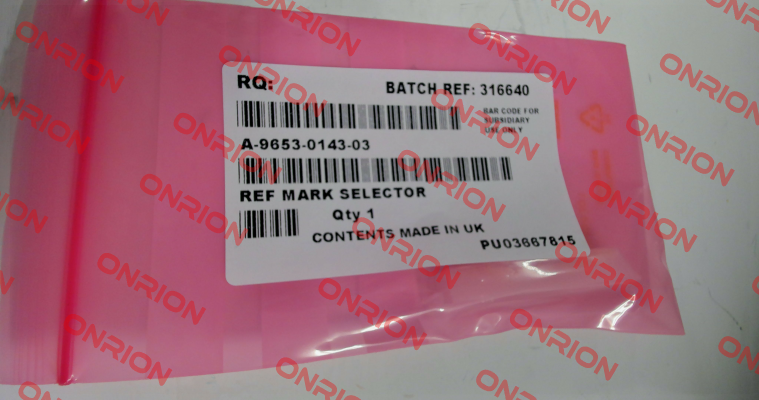 RQ:
BATCH REF: 316640
BAR CODE FOR
SUBSIDIARY
USE ONLY
A-9653-0143-03
REF MARK SELECTOR
Qty 1
CONTENTS MADE IN UK
PU03667815
ONRION